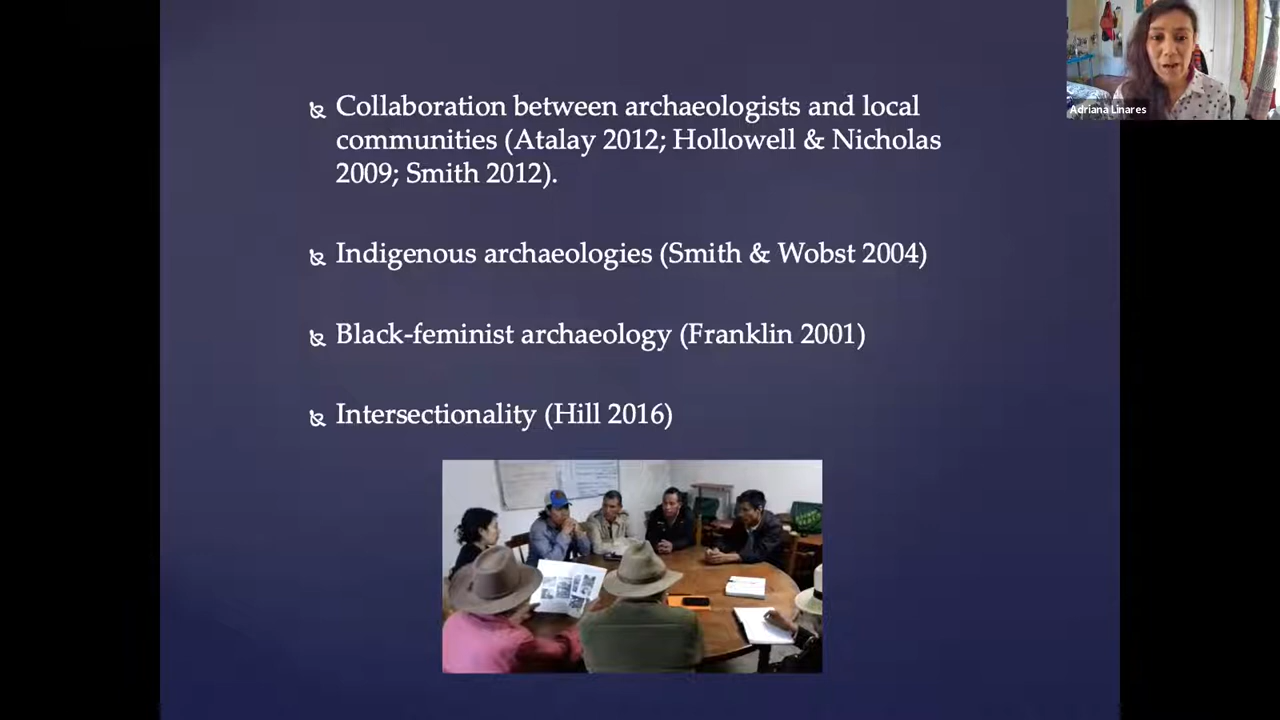 Collaboration between archaeologists and local
communities (Atalay 2012; Hollowell & Nicholas
2009; Smith 2012).
Indigenous archaeologies (Smith & Wobst 2004)
Black-feminist archaeology (Franklin 2001)
Intersectionality (Hill 2016)
Adriana Linares